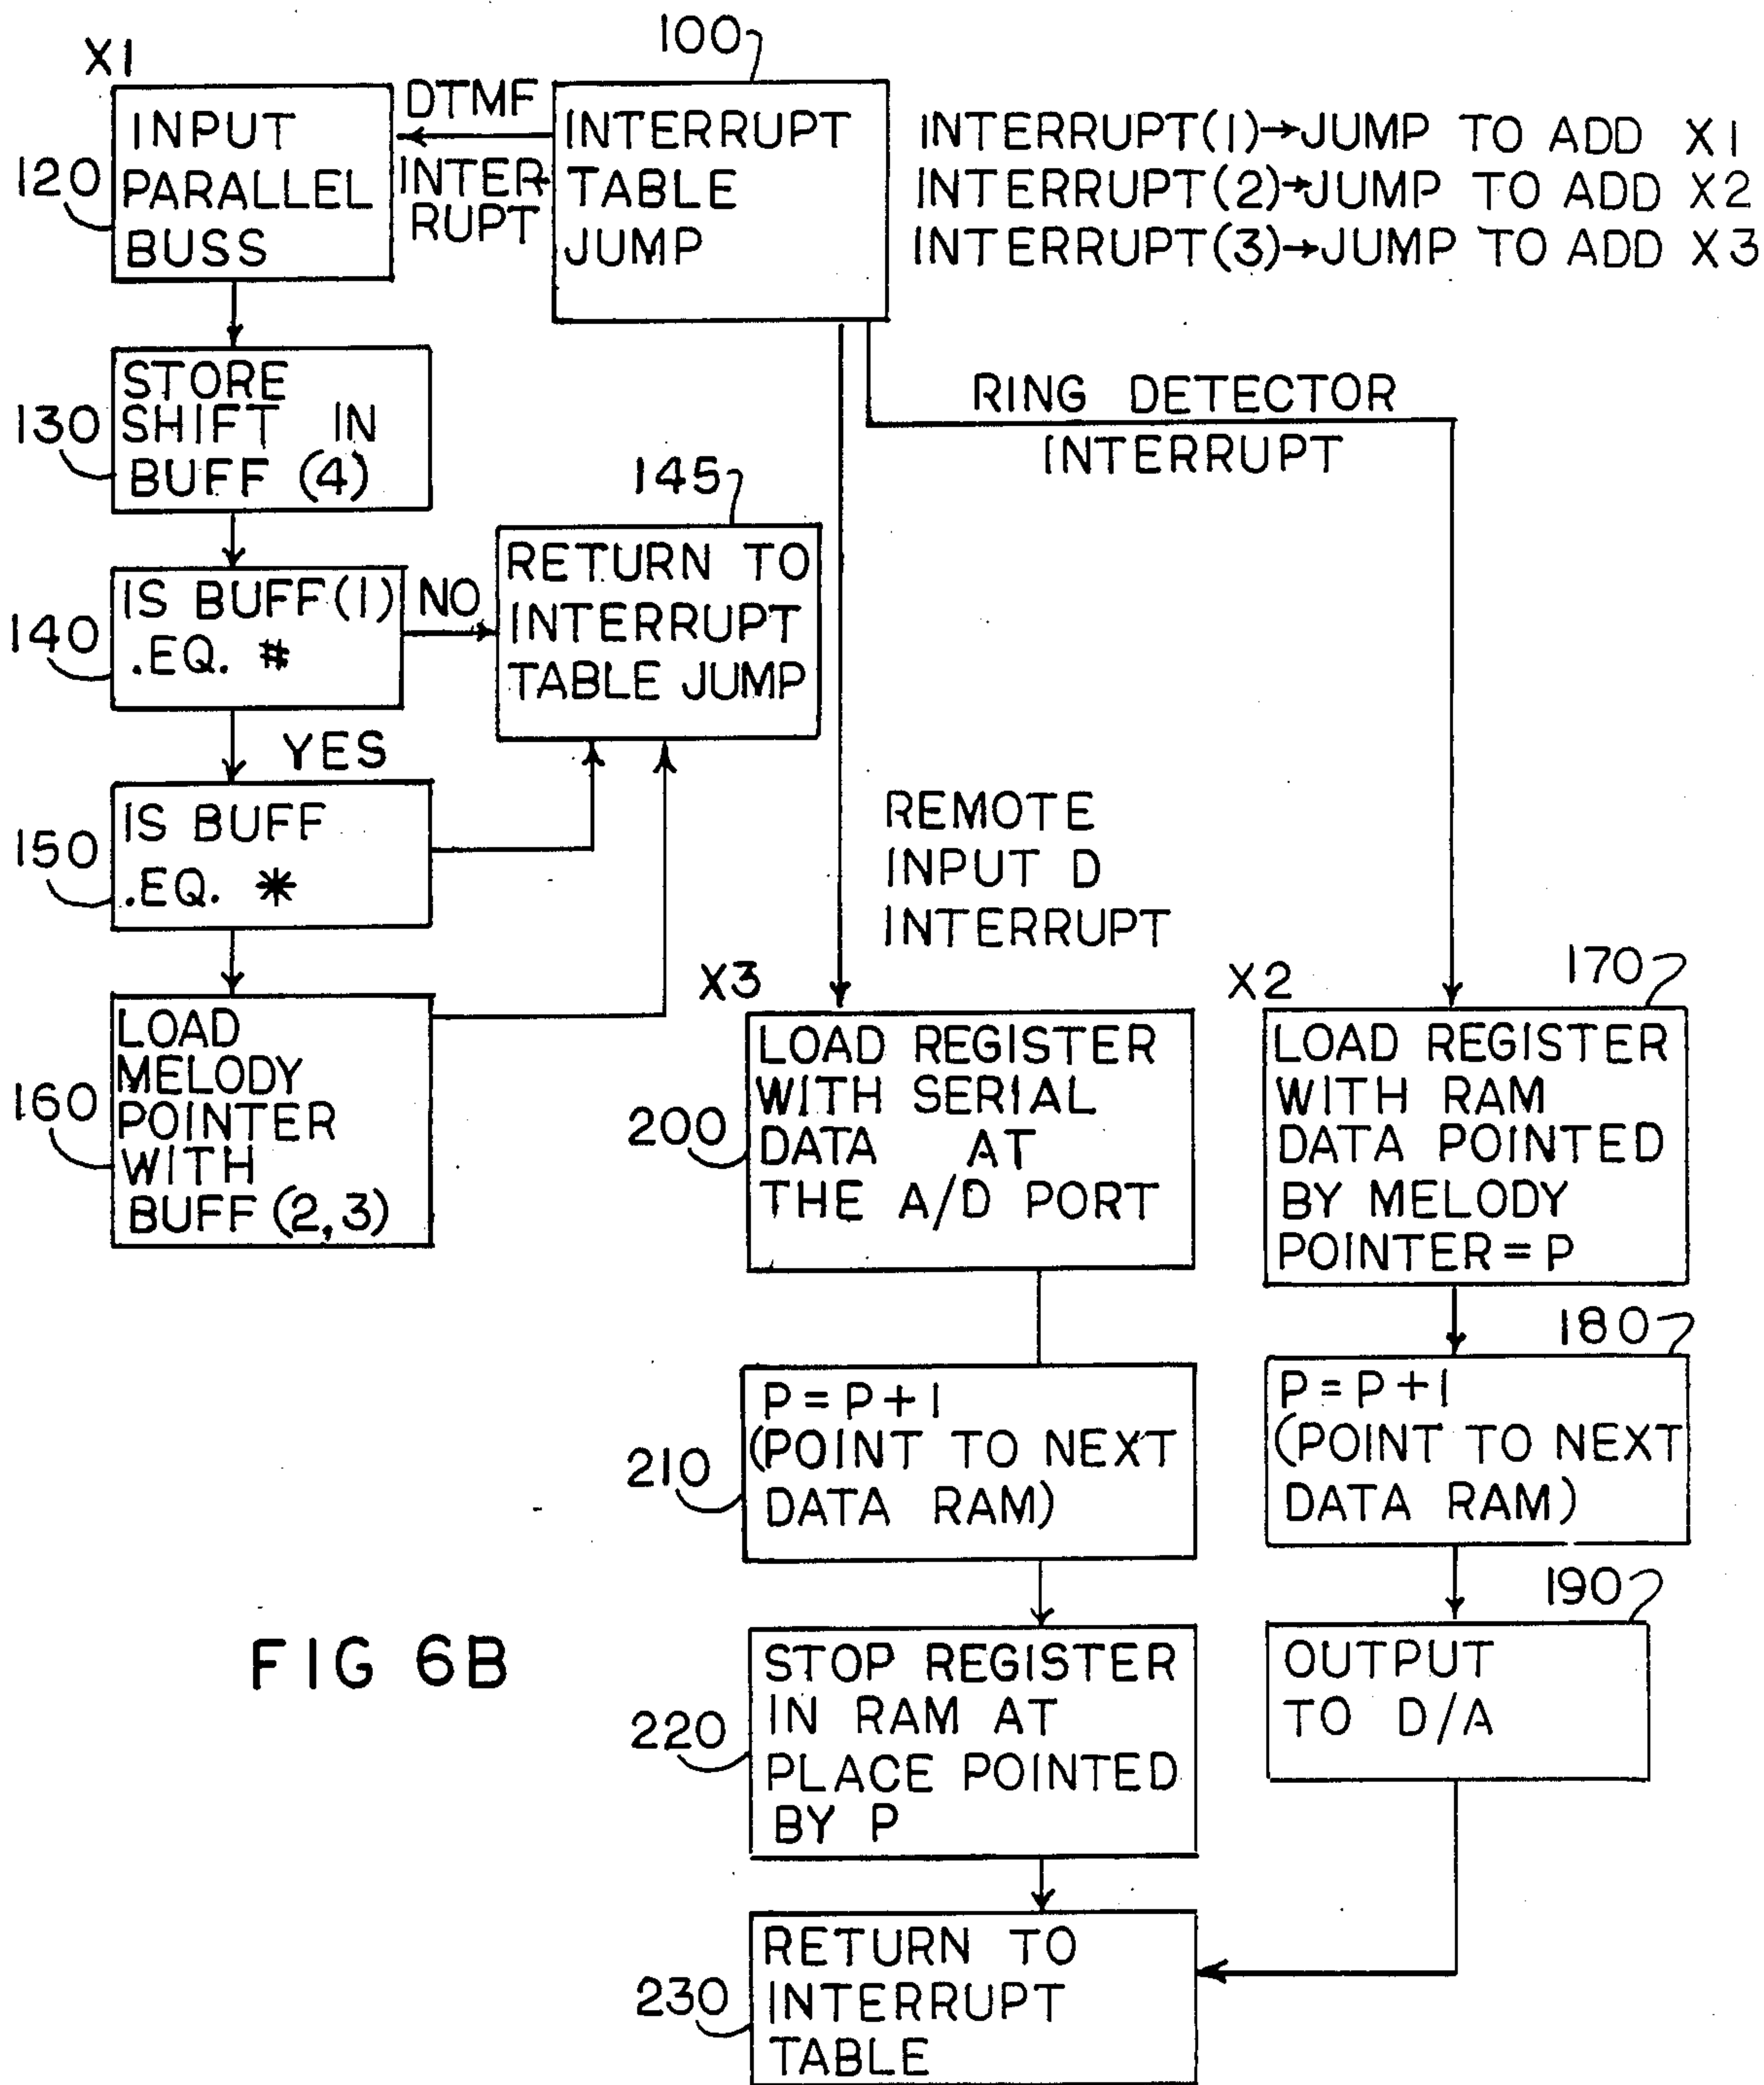 X1
100
DTMF
INTER-
RUPT
120
INPUT
PARALLEL
BUSS
INTERRUPT
TABLE
JUMP
INTERRUPT(1)→JUMP TO ADD X1
INTERRUPT(2)→JUMP TO ADD X2
INTERRUPT(3)→JUMP TO ADD X3
130
STORE
SHIFT IN
BUFF (4)
RING DETECTOR
INTERRUPT
145
140
IS BUFF(1)
.EQ. #
NO
RETURN TO
INTERRUPT
TABLE JUMP
YES
150
IS BUFF
.EQ. *
REMOTE
INPUT D
INTERRUPT
160
LOAD
MELODY
POINTER
WITH
BUFF (2,3)
X3
200
LOAD REGISTER
WITH SERIAL
DATA AT
THE A/D PORT
X2
170
LOAD REGISTER
WITH RAM
DATA POINTED
BY MELODY
POINTER=P
210
P=P+1
(POINT TO NEXT
DATA RAM)
180
P=P+1
(POINT TO NEXT
DATA RAM)
220
STOP REGISTER
IN RAM AT
PLACE POINTED
BY P
190
OUTPUT
TO D/A
230
RETURN TO
INTERRUPT
TABLE
FIG 6B